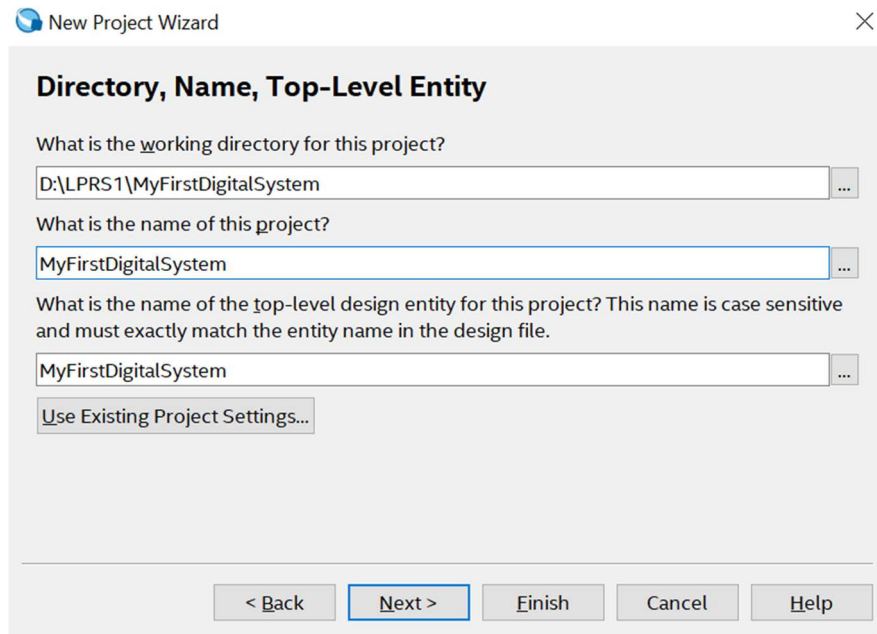 New Project Wizard
Directory, Name, Top-Level Entity
What is the working directory for this project?
D:\LPRS1\MyFirstDigitalSystem
...
What is the name of this project?
MyFirstDigitalSystem
...
What is the name of the top-level design entity for this project? This name is case sensitive
and must exactly match the entity name in the design file.
MyFirstDigitalSystem
...
Use Existing Project Settings...
< Back
Next >
Finish
Cancel
Help